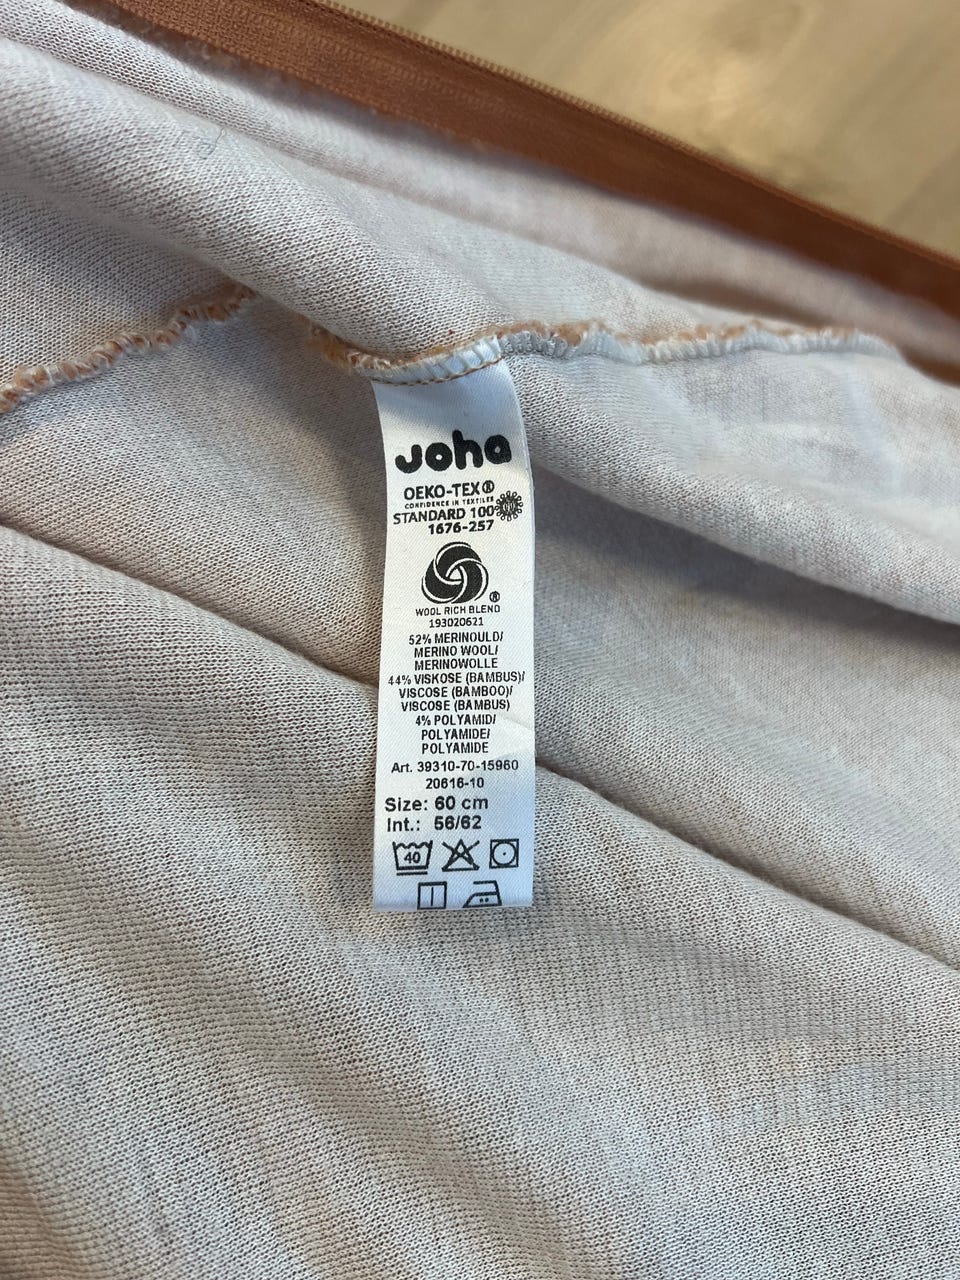 Joha
OEKO-TEX®
CONFIDENCE IN TEXTILES
STANDARD 100
1676-257
®
WOOL RICH BLEND
193020621
52% MERINOULD/
MERINO WOOL/
MERINOWOLLE
44% VISKOSE (BAMBUS)/
VISCOSE (BAMBOO)/
VISCOSE (BAMBUS)
4% POLYAMID/
POLYAMIDE/
POLYAMIDE
Art. 39310-70-15960
20616-10
Size: 60 cm
Int.: 56/62
40